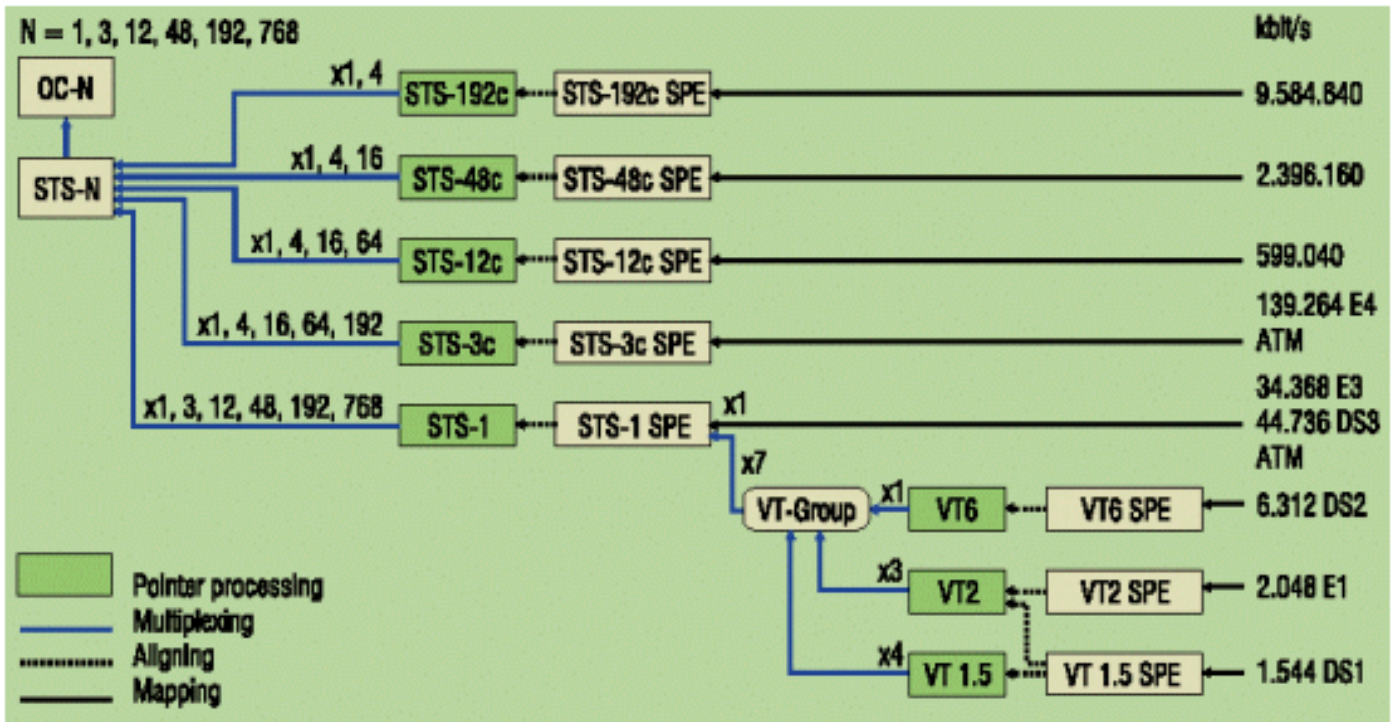 N = 1, 3, 12, 48, 192, 768
kbit/s
OC-N
x1, 4
STS-192c
STS-192c SPE
9.584.640
STS-N
x1, 4, 16
STS-48c
STS-48c SPE
2.396.160
x1, 4, 16, 64
STS-12c
STS-12c SPE
599.040
x1, 4, 16, 64, 192
STS-3c
STS-3c SPE
139.264 E4
ATM
x1, 3, 12, 48, 192, 768
STS-1
STS-1 SPE
x1
34.368 E3
44.736 DS3
ATM
x7
VT-Group
x1
VT6
VT6 SPE
6.312 DS2
x3
VT2
VT2 SPE
2.048 E1
x4
VT 1.5
VT 1.5 SPE
1.544 DS1
Pointer processing
Multiplexing
Aligning
Mapping